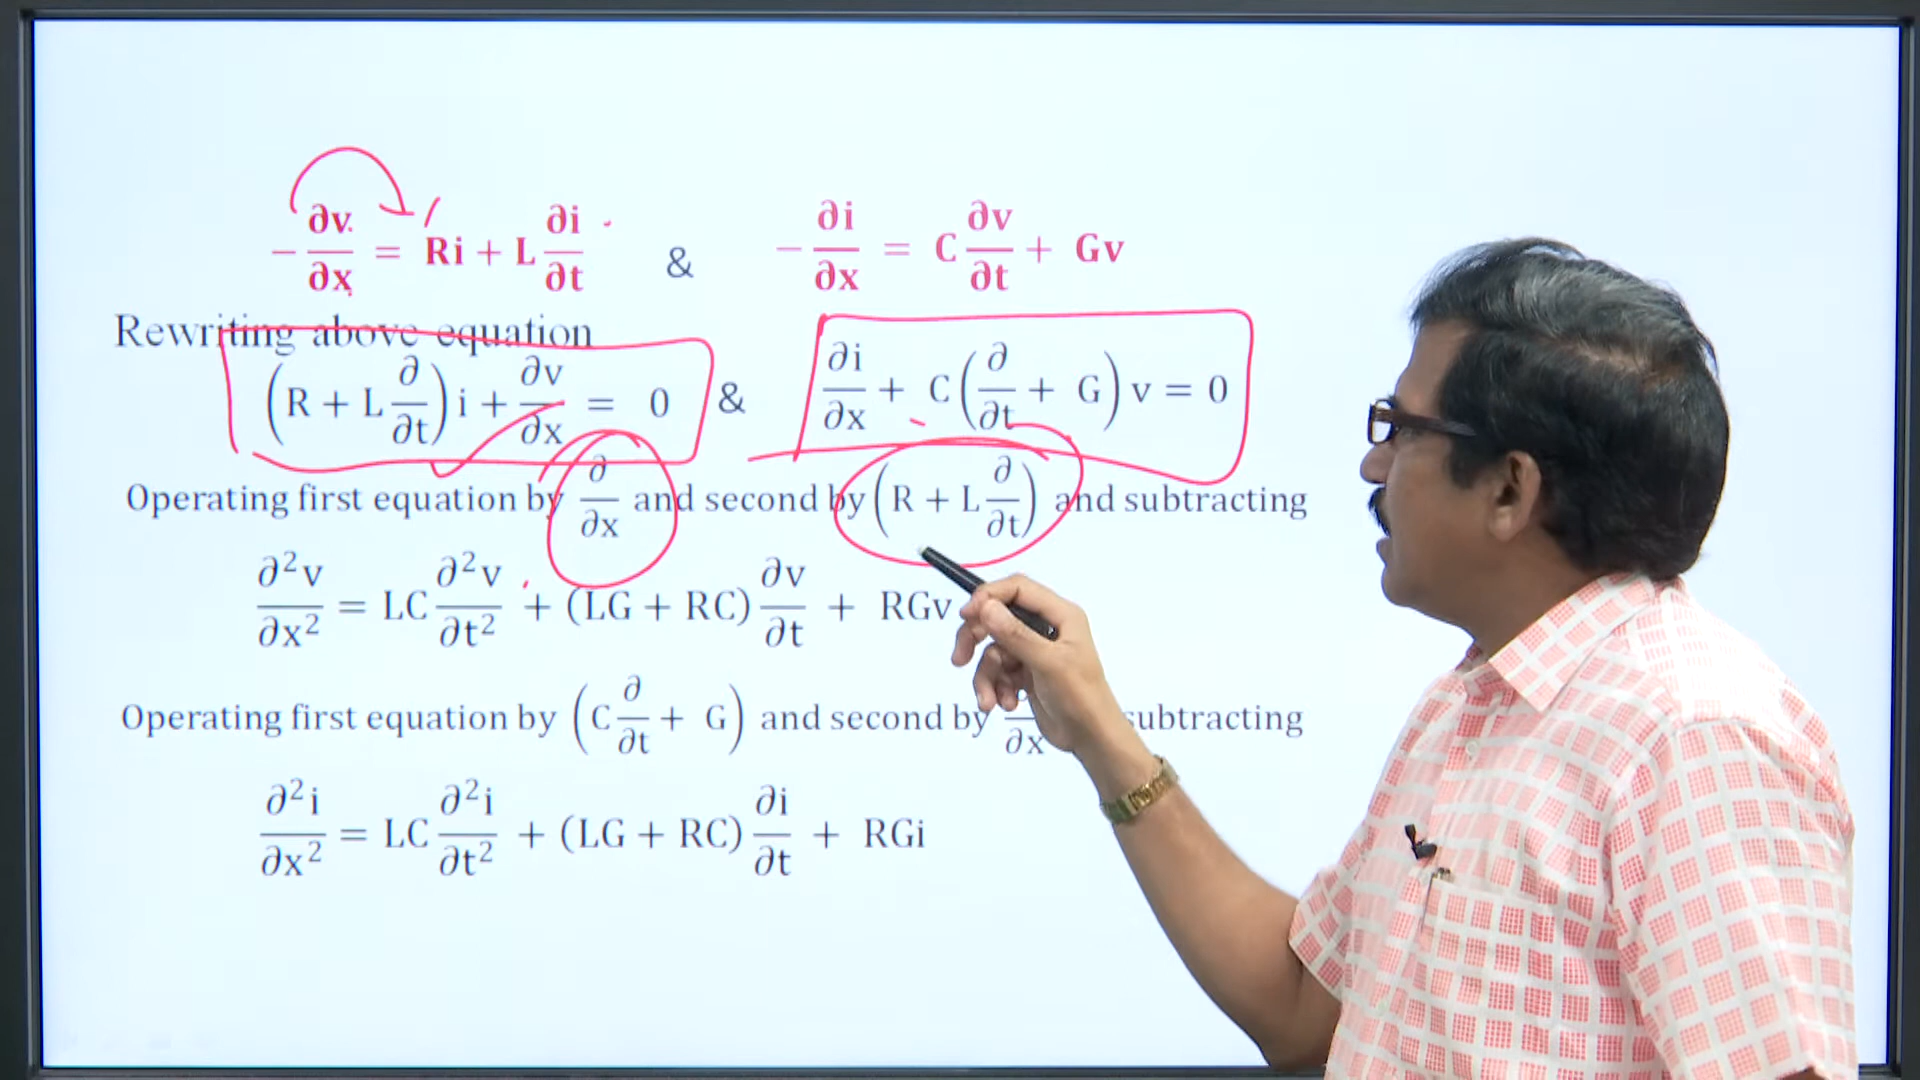 -∂v/∂x = Ri + L ∂i/∂t & -∂i/∂x = C ∂v/∂t + Gv
Rewriting above equation
(R + L ∂/∂t) i + ∂v/∂x = 0 & ∂i/∂x + C (∂/∂t + G) v = 0
Operating first equation by ∂/∂x and second by (R + L ∂/∂t) and subtracting
∂²v/∂x² = LC ∂²v/∂t² + (LG + RC) ∂v/∂t + RGv
Operating first equation by (C ∂/∂t + G) and second by ∂x subtracting
∂²i/∂x² = LC ∂²i/∂t² + (LG + RC) ∂i/∂t + RGi